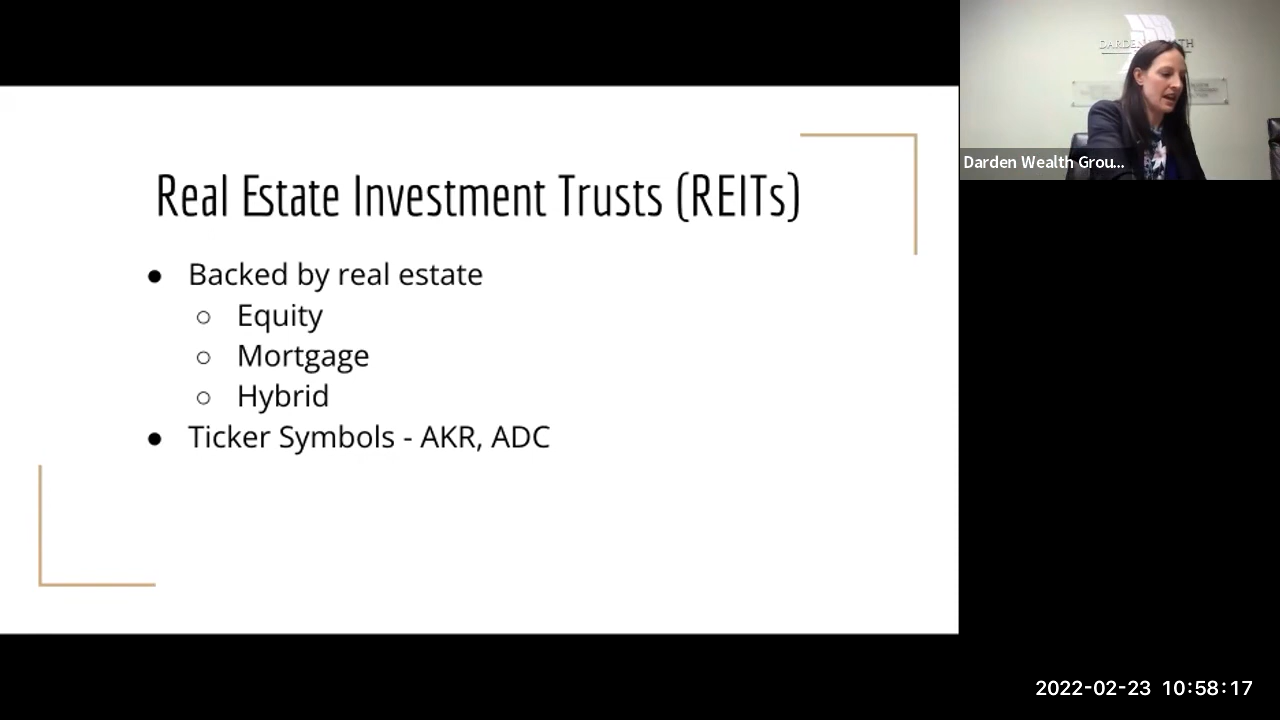 Real Estate Investment Trusts (REITs)
● Backed by real estate
○ Equity
○ Mortgage
○ Hybrid
● Ticker Symbols - AKR, ADC
Darden Wealth Grou...
2022-02-23 10:58:17